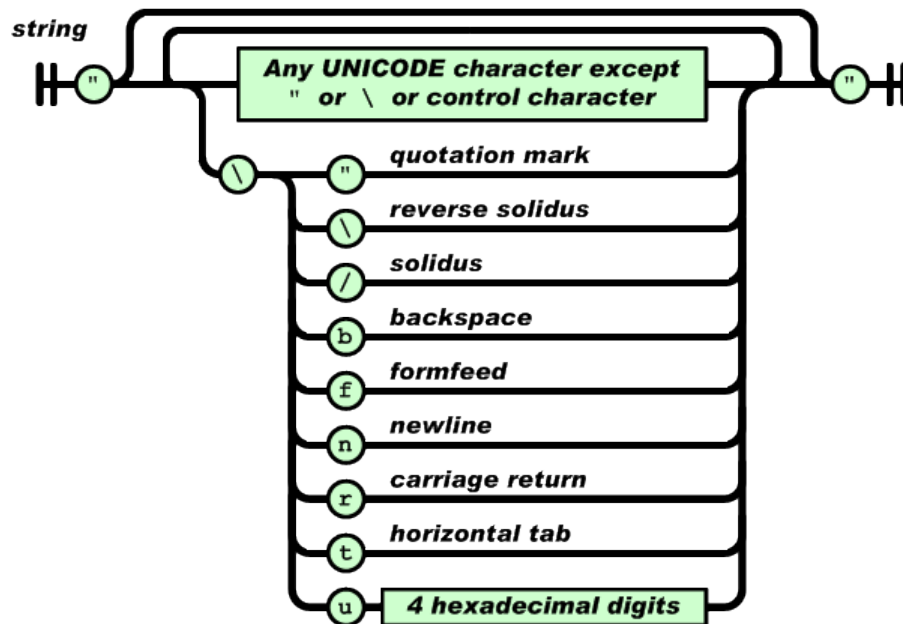 string
" Any UNICODE character except "
" or \ or control character
\ " quotation mark
\ reverse solidus
/ solidus
b backspace
f formfeed
n newline
r carriage return
t horizontal tab
u 4 hexadecimal digits